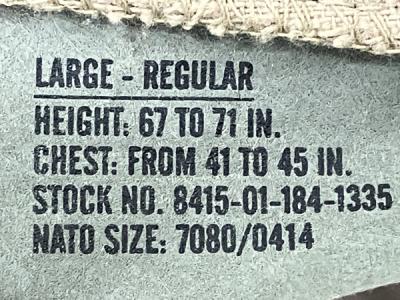 LARGE - REGULAR
HEIGHT: 67 TO 71 IN.
CHEST: FROM 41 TO 45 IN.
STOCK NO. 8415-01-184-1335
NATO SIZE: 7080/0414